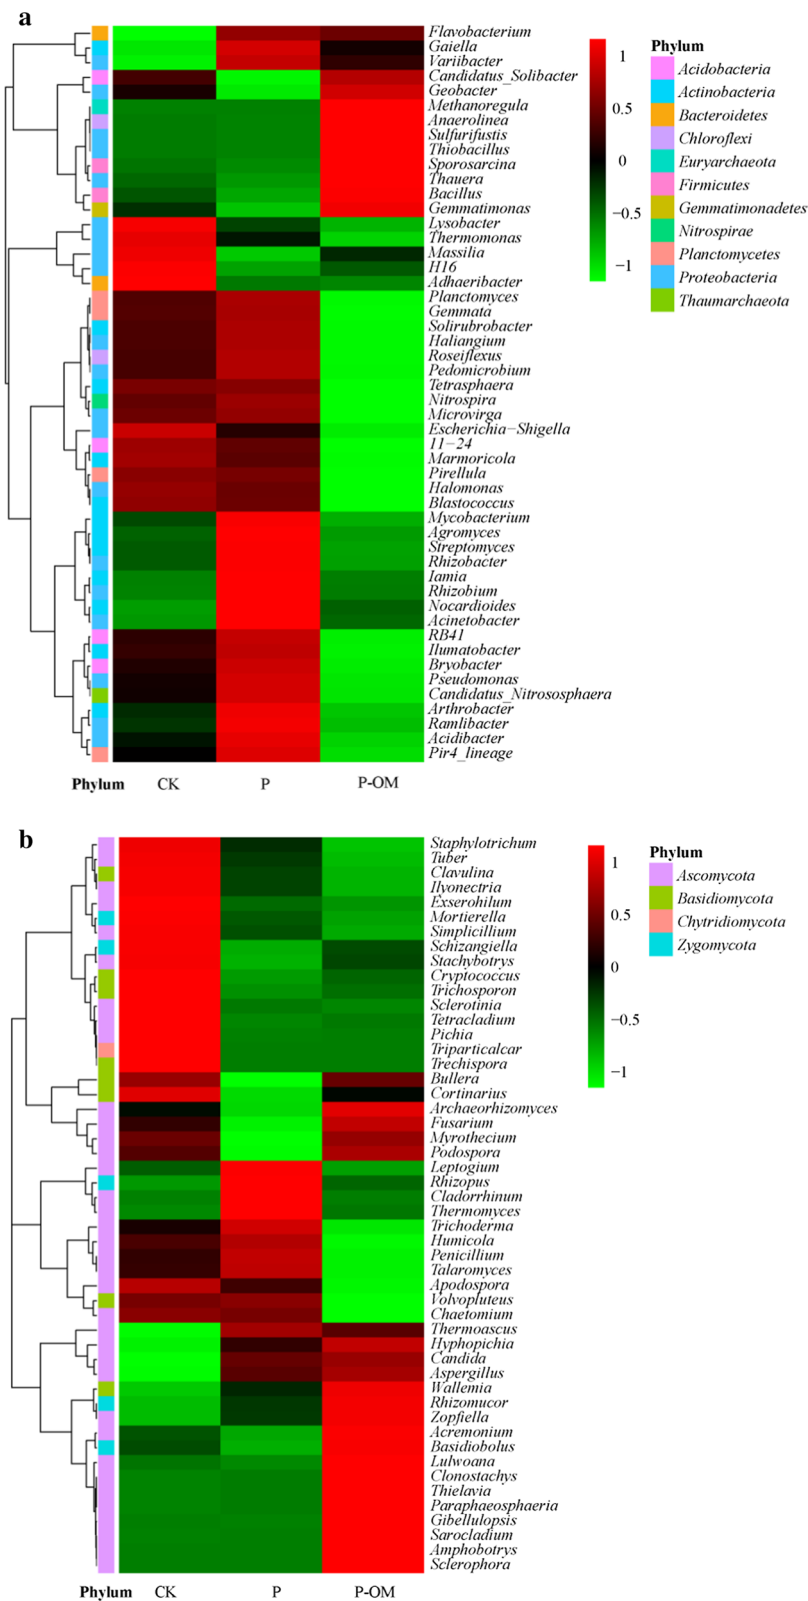 a
Flavobacterium
Gaiella
Variibacter
Candidatus_Solibacter
Geobacter
Methanoregula
Anaerolinea
Sulfurifustis
Thiobacillus
Sporosarcina
Thauera
Bacillus
Gemmatimonas
Lysobacter
Thermomonas
Massilia
H16
Adhaeribacter
Planctomyces
Gemmata
Solirubrobacter
Haliangium
Roseiflexus
Pedomicrobium
Tetrasphaera
Nitrospira
Microvirga
Escherichia−Shigella
11−24
Marmoricola
Pirellula
Halomonas
Blastococcus
Mycobacterium
Agromyces
Streptomyces
Rhizobacter
Iamia
Rhizobium
Nocardioides
Acinetobacter
RB41
Ilumatobacter
Bryobacter
Pseudomonas
Candidatus_Nitrososphaera
Arthrobacter
Ramlibacter
Acidibacter
Pir4_lineage
Phylum CK P P-OM
1
0.5
0
−0.5
−1
Phylum
Acidobacteria
Actinobacteria
Bacteroidetes
Chloroflexi
Euryarchaeota
Firmicutes
Gemmatimonadetes
Nitrospirae
Planctomycetes
Proteobacteria
Thaumarchaeota
b
Staphylotrichum
Tuber
Clavulina
Ilyonectria
Exserohilum
Mortierella
Simplicillium
Schizangiella
Stachybotrys
Cryptococcus
Trichosporon
Sclerotinia
Tetracladium
Pichia
Triparticalcar
Trechispora
Bullera
Cortinarius
Archaeorhizomyces
Fusarium
Myrothecium
Podospora
Leptogium
Rhizopus
Cladorrhinum
Thermomyces
Trichoderma
Humicola
Penicillium
Talaromyces
Apodospora
Volvopluteus
Chaetomium
Thermoascus
Hyphopichia
Candida
Aspergillus
Wallemia
Rhizomucor
Zopfiella
Acremonium
Basidiobolus
Lulwoana
Clonostachys
Thielavia
Paraphaeosphaeria
Gibellulopsis
Sarocladium
Amphobotrys
Sclerophora
Phylum CK P P-OM
1
0.5
0
−0.5
−1
Phylum
Ascomycota
Basidiomycota
Chytridiomycota
Zygomycota